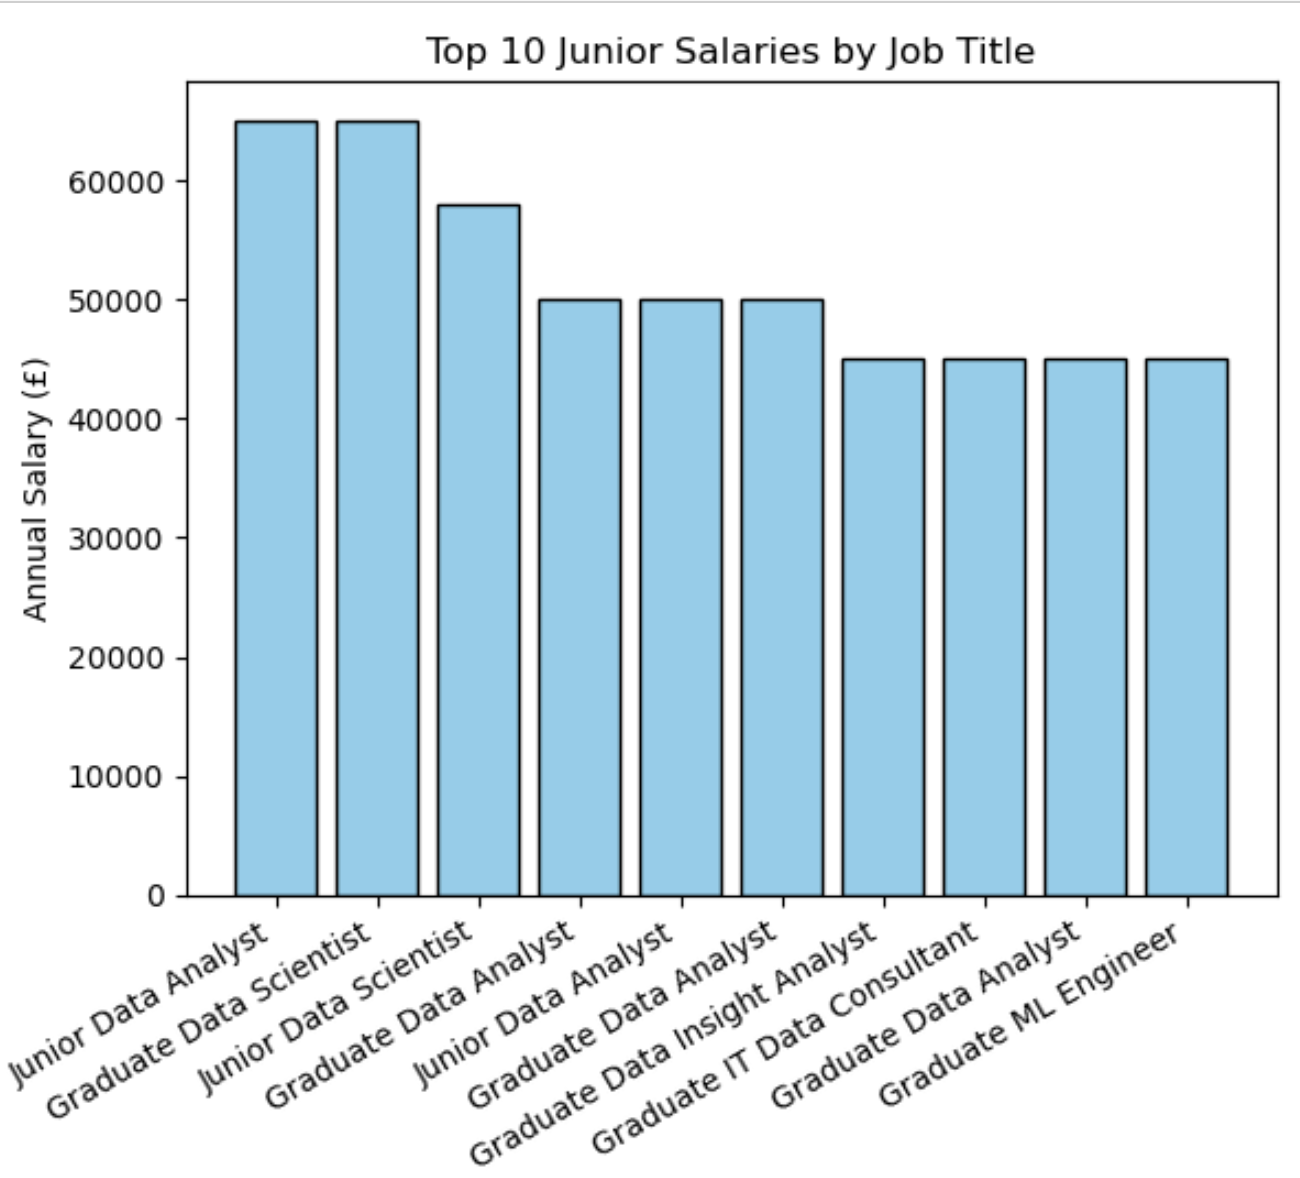 Top 10 Junior Salaries by Job Title
Annual Salary (£)
60000
50000
40000
30000
20000
10000
0
Junior Data Analyst
Graduate Data Scientist
Junior Data Scientist
Graduate Data Analyst
Junior Data Analyst
Graduate Data Analyst
Graduate Data Insight Analyst
Graduate IT Data Consultant
Graduate Data Analyst
Graduate ML Engineer